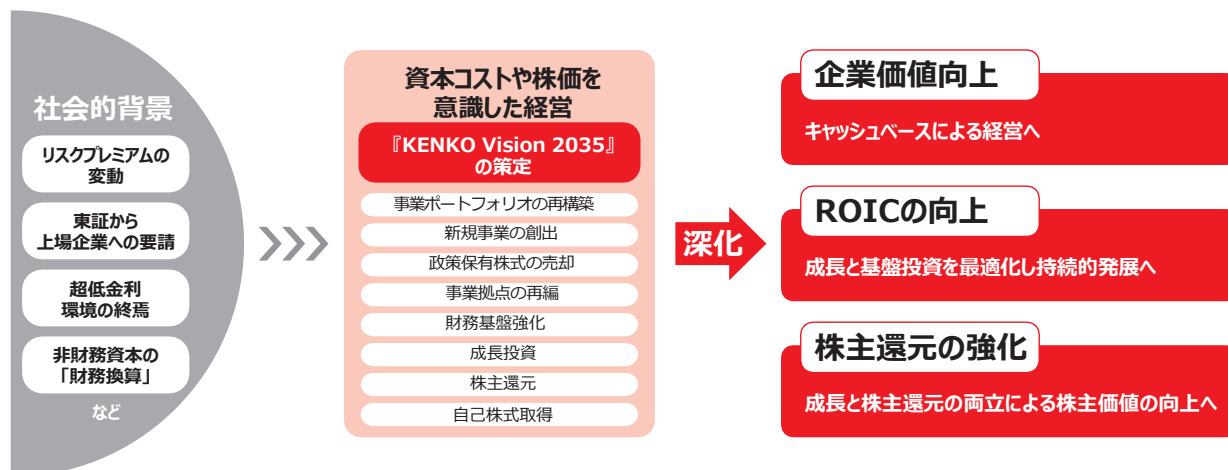 社会的背景
リスクプレミアムの
変動
東証から
上場企業への要請
超低金利
環境の終焉
非財務資本の
「財務換算」
など
資本コストや株価を
意識した経営
『KENKO Vision 2035』
の策定
事業ポートフォリオの再構築
新規事業の創出
政策保有株式の売却
事業拠点の再編
財務基盤強化
成長投資
株主還元
自己株式取得
深化
企業価値向上
キャッシュベースによる経営へ
ROICの向上
成長と基盤投資を最適化し持続的発展へ
株主還元の強化
成長と株主還元の両立による株主価値の向上へ